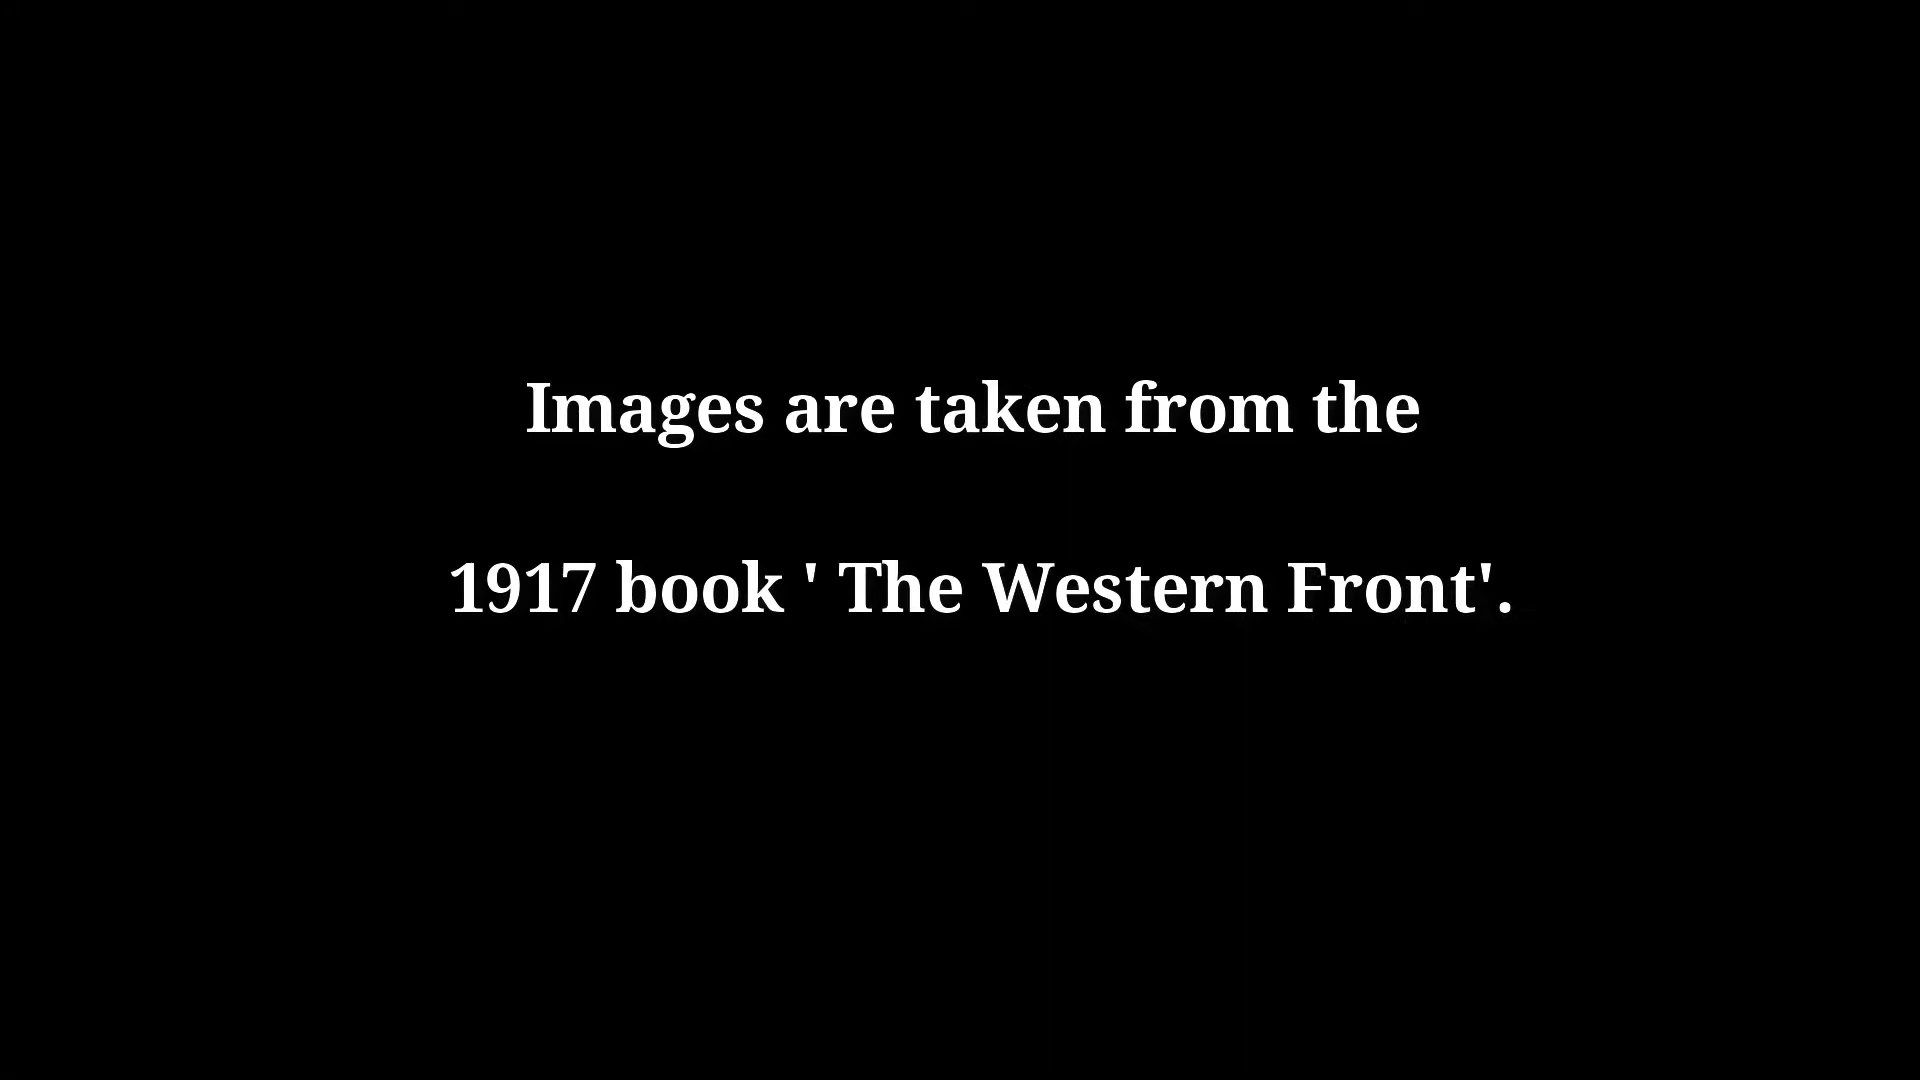 Images are taken from the
1917 book ' The Western Front'.